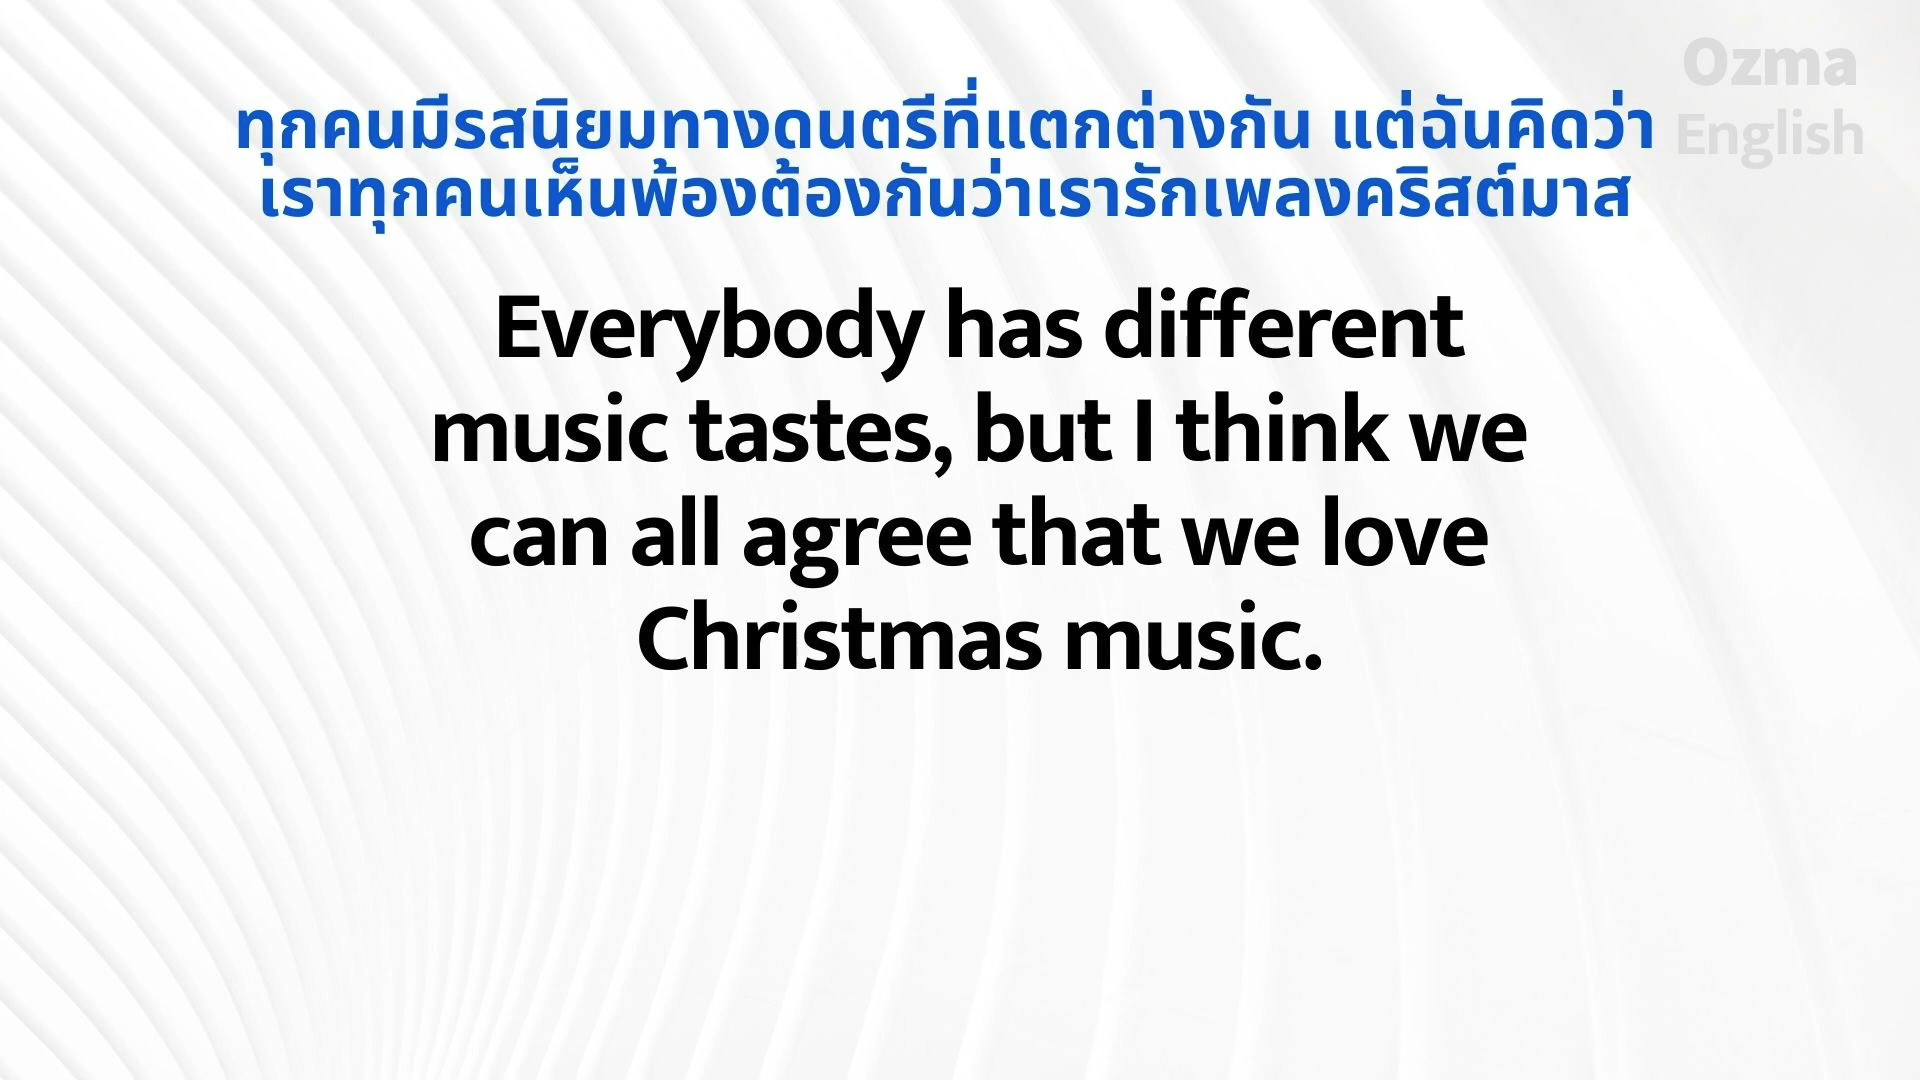 Ozma
English
ทุกคนมีรสนิยมทางดนตรีที่แตกต่างกัน แต่ฉันคิดว่า
เราทุกคนเห็นพ้องต้องกันว่าเรารักเพลงคริสต์มาส
Everybody has different
music tastes, but I think we
can all agree that we love
Christmas music.